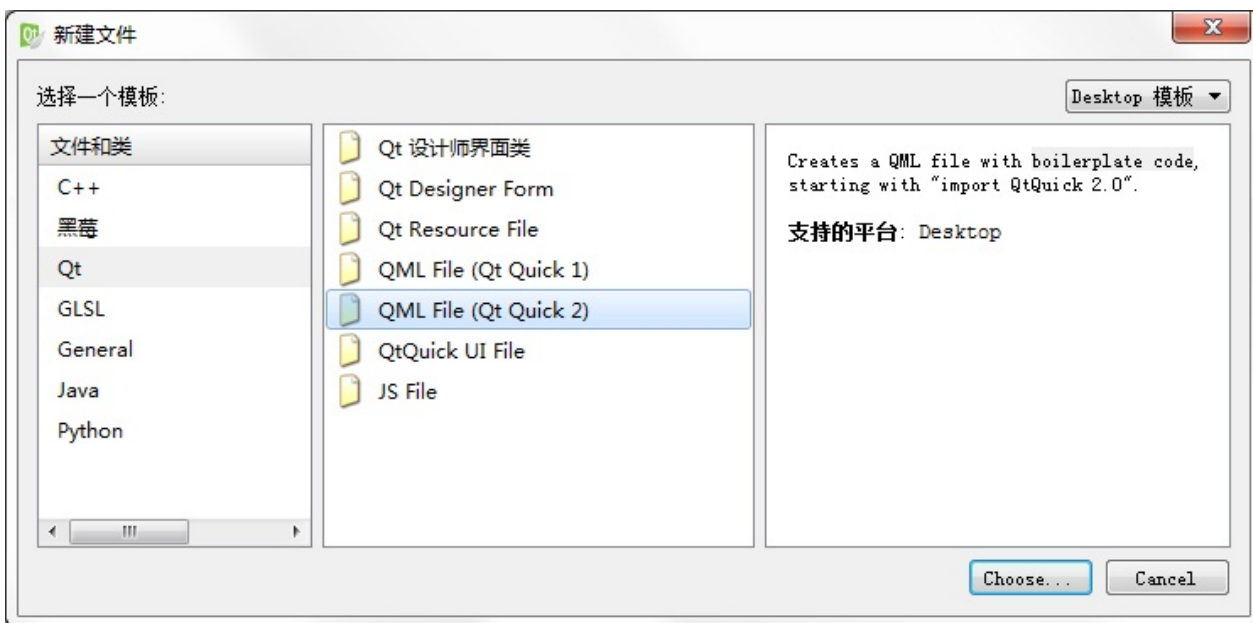 新建文件
选择一个模板:
Desktop 模板
文件和类
C++
黑莓
Qt
GLSL
General
Java
Python
Qt 设计师界面类
Qt Designer Form
Qt Resource File
QML File (Qt Quick 1)
QML File (Qt Quick 2)
QtQuick UI File
JS File
Creates a QML file with boilerplate code,
starting with "import QtQuick 2.0".
支持的平台: Desktop
Choose...
Cancel